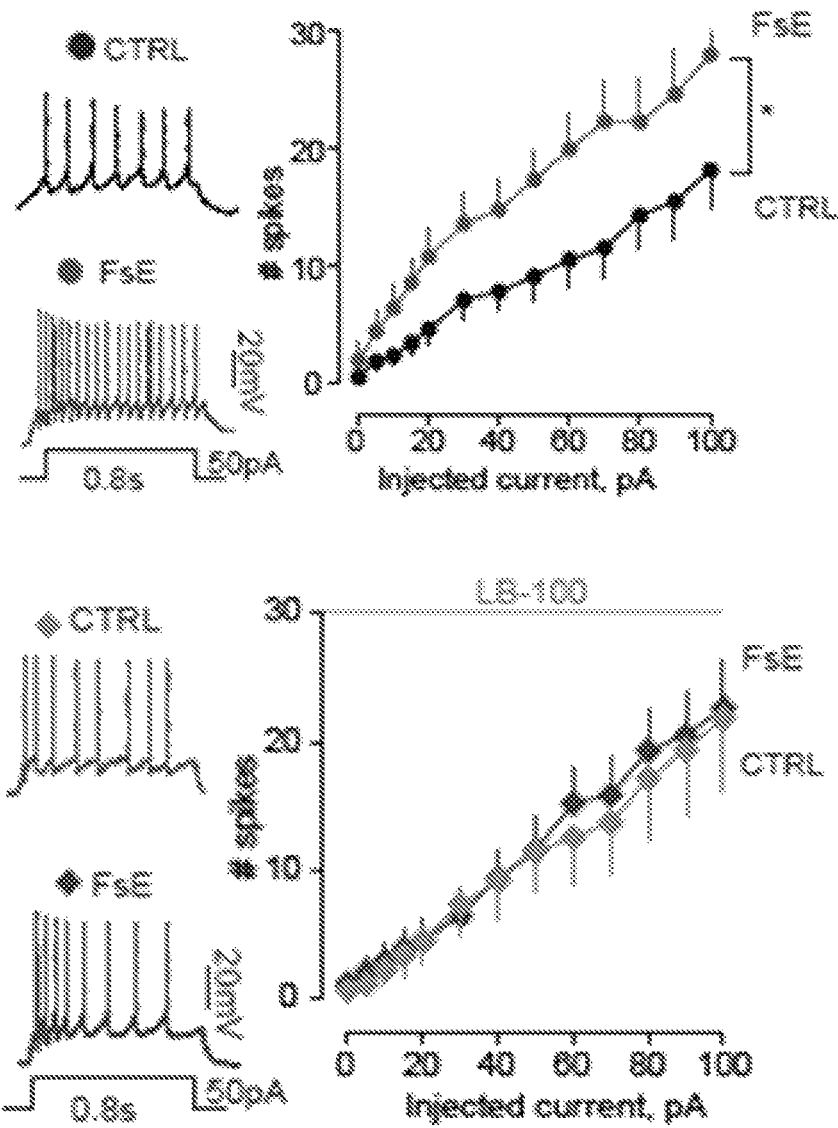 CTRL
FsE
20mV
0.8s
50pA
30
20
10
0
# spikes
FsE
*
CTRL
0 20 40 60 80 100
Injected current, pA
CTRL
FsE
20mV
0.8s
50pA
LB-100
30
20
10
0
# spikes
FsE
CTRL
0 20 40 60 80 100
Injected current, pA